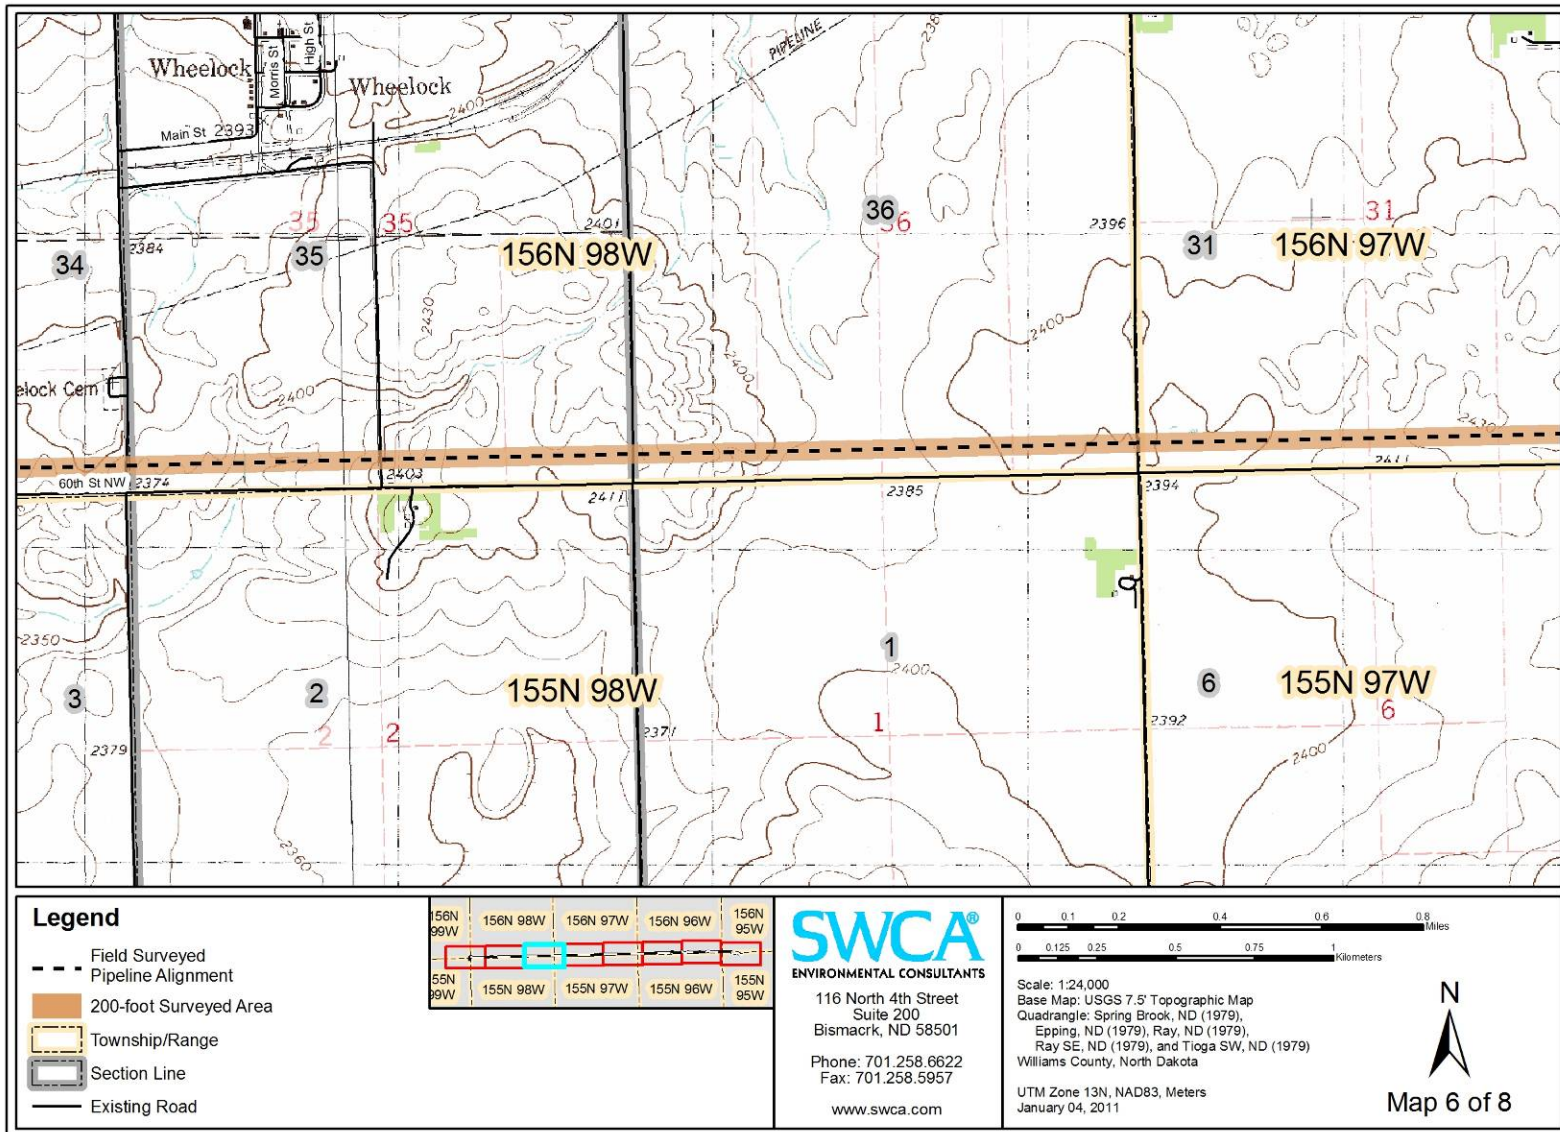 Wheelock
Wheelock
Morris St
High St
Main St 2393
2400
PIPELINE
35
35
35
34
2384
2401
156N 98W
36
2396
31
31
156N 97W
2430
2400
2400
2400
elock Cem
60th St NW
2374
2403
2411
2385
2394
2411
2350
3
2
2
2
155N 98W
1
1
2400
6
6
155N 97W
2379
2371
2392
2400
2360
Legend
Field Surveyed
Pipeline Alignment
200-foot Surveyed Area
Township/Range
Section Line
Existing Road
156N
99W
156N 98W
156N 97W
156N 96W
156N
95W
55N
99W
155N 98W
155N 97W
155N 96W
155N
95W
SWCA®
ENVIRONMENTAL CONSULTANTS
116 North 4th Street
Suite 200
Bismacrk, ND 58501
Phone: 701.258.6622
Fax: 701.258.5957
www.swca.com
0 0.1 0.2 0.4 0.6 0.8
Miles
0 0.125 0.25 0.5 0.75 1
Kilometers
Scale: 1:24,000
Base Map: USGS 7.5' Topographic Map
Quadrangle: Spring Brook, ND (1979),
Epping, ND (1979), Ray, ND (1979),
Ray SE, ND (1979), and Tioga SW, ND (1979)
Williams County, North Dakota
UTM Zone 13N, NAD83, Meters
January 04, 2011
N
Map 6 of 8